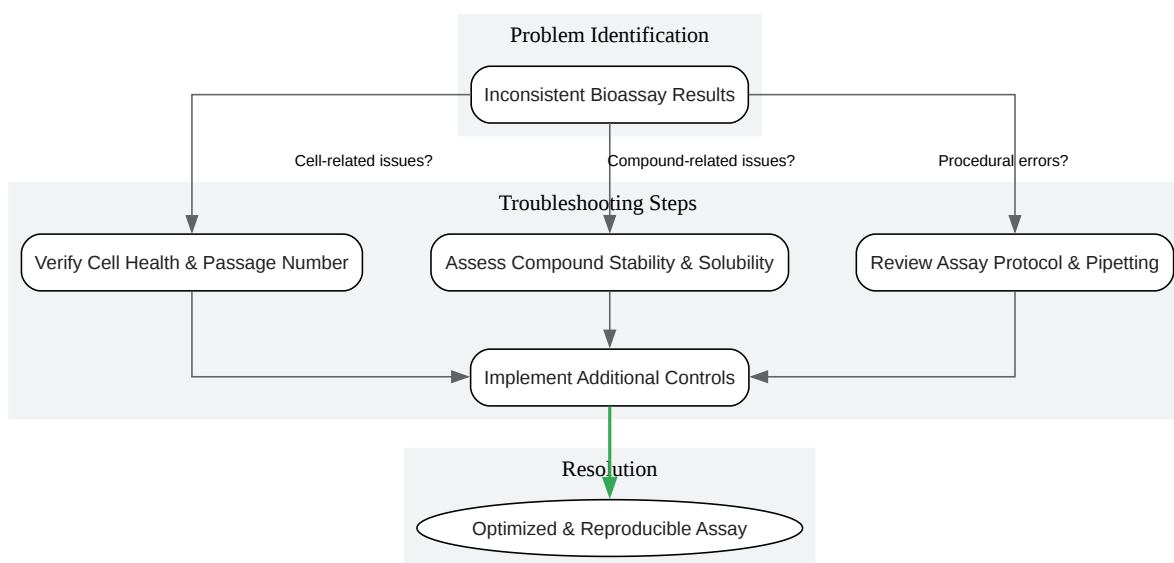 Problem Identification
Inconsistent Bioassay Results
Cell-related issues?
Compound-related issues?
Procedural errors?
Troubleshooting Steps
Verify Cell Health & Passage Number
Assess Compound Stability & Solubility
Review Assay Protocol & Pipetting
Implement Additional Controls
Resolution
Optimized & Reproducible Assay